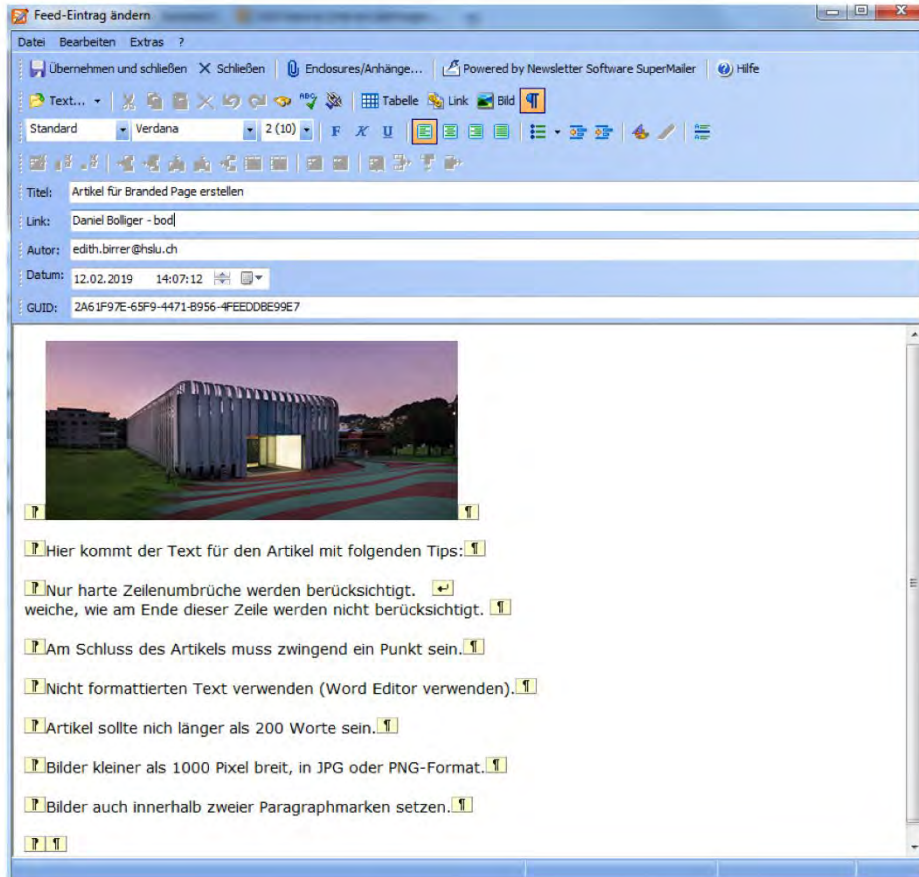 Feed-Eintrag ändern
Datei Bearbeiten Extras ?
Übernehmen und schließen Schließen Enclosures/Anhänge... Powered by Newsletter Software SuperMailer Hilfe
Text... ABC Tabelle Link Bild ¶
Standard Verdana 2 (10) F K U
Titel: Artikel für Branded Page erstellen
Link: Daniel Bolliger - bod
Autor: edith.birrer@hslu.ch
Datum: 12.02.2019 14:07:12
GUID: 2A61F97E-65F9-4471-B956-4FEEDDBE99E7
Hier kommt der Text für den Artikel mit folgenden Tips:¶
Nur harte Zeilenumbrüche werden berücksichtigt. ↵
weiche, wie am Ende dieser Zeile werden nicht berücksichtigt. ¶
Am Schluss des Artikels muss zwingend ein Punkt sein.¶
Nicht formattierten Text verwenden (Word Editor verwenden).¶
Artikel sollte nich länger als 200 Worte sein.¶
Bilder kleiner als 1000 Pixel breit, in JPG oder PNG-Format.¶
Bilder auch innerhalb zweier Paragraphmarken setzen.¶